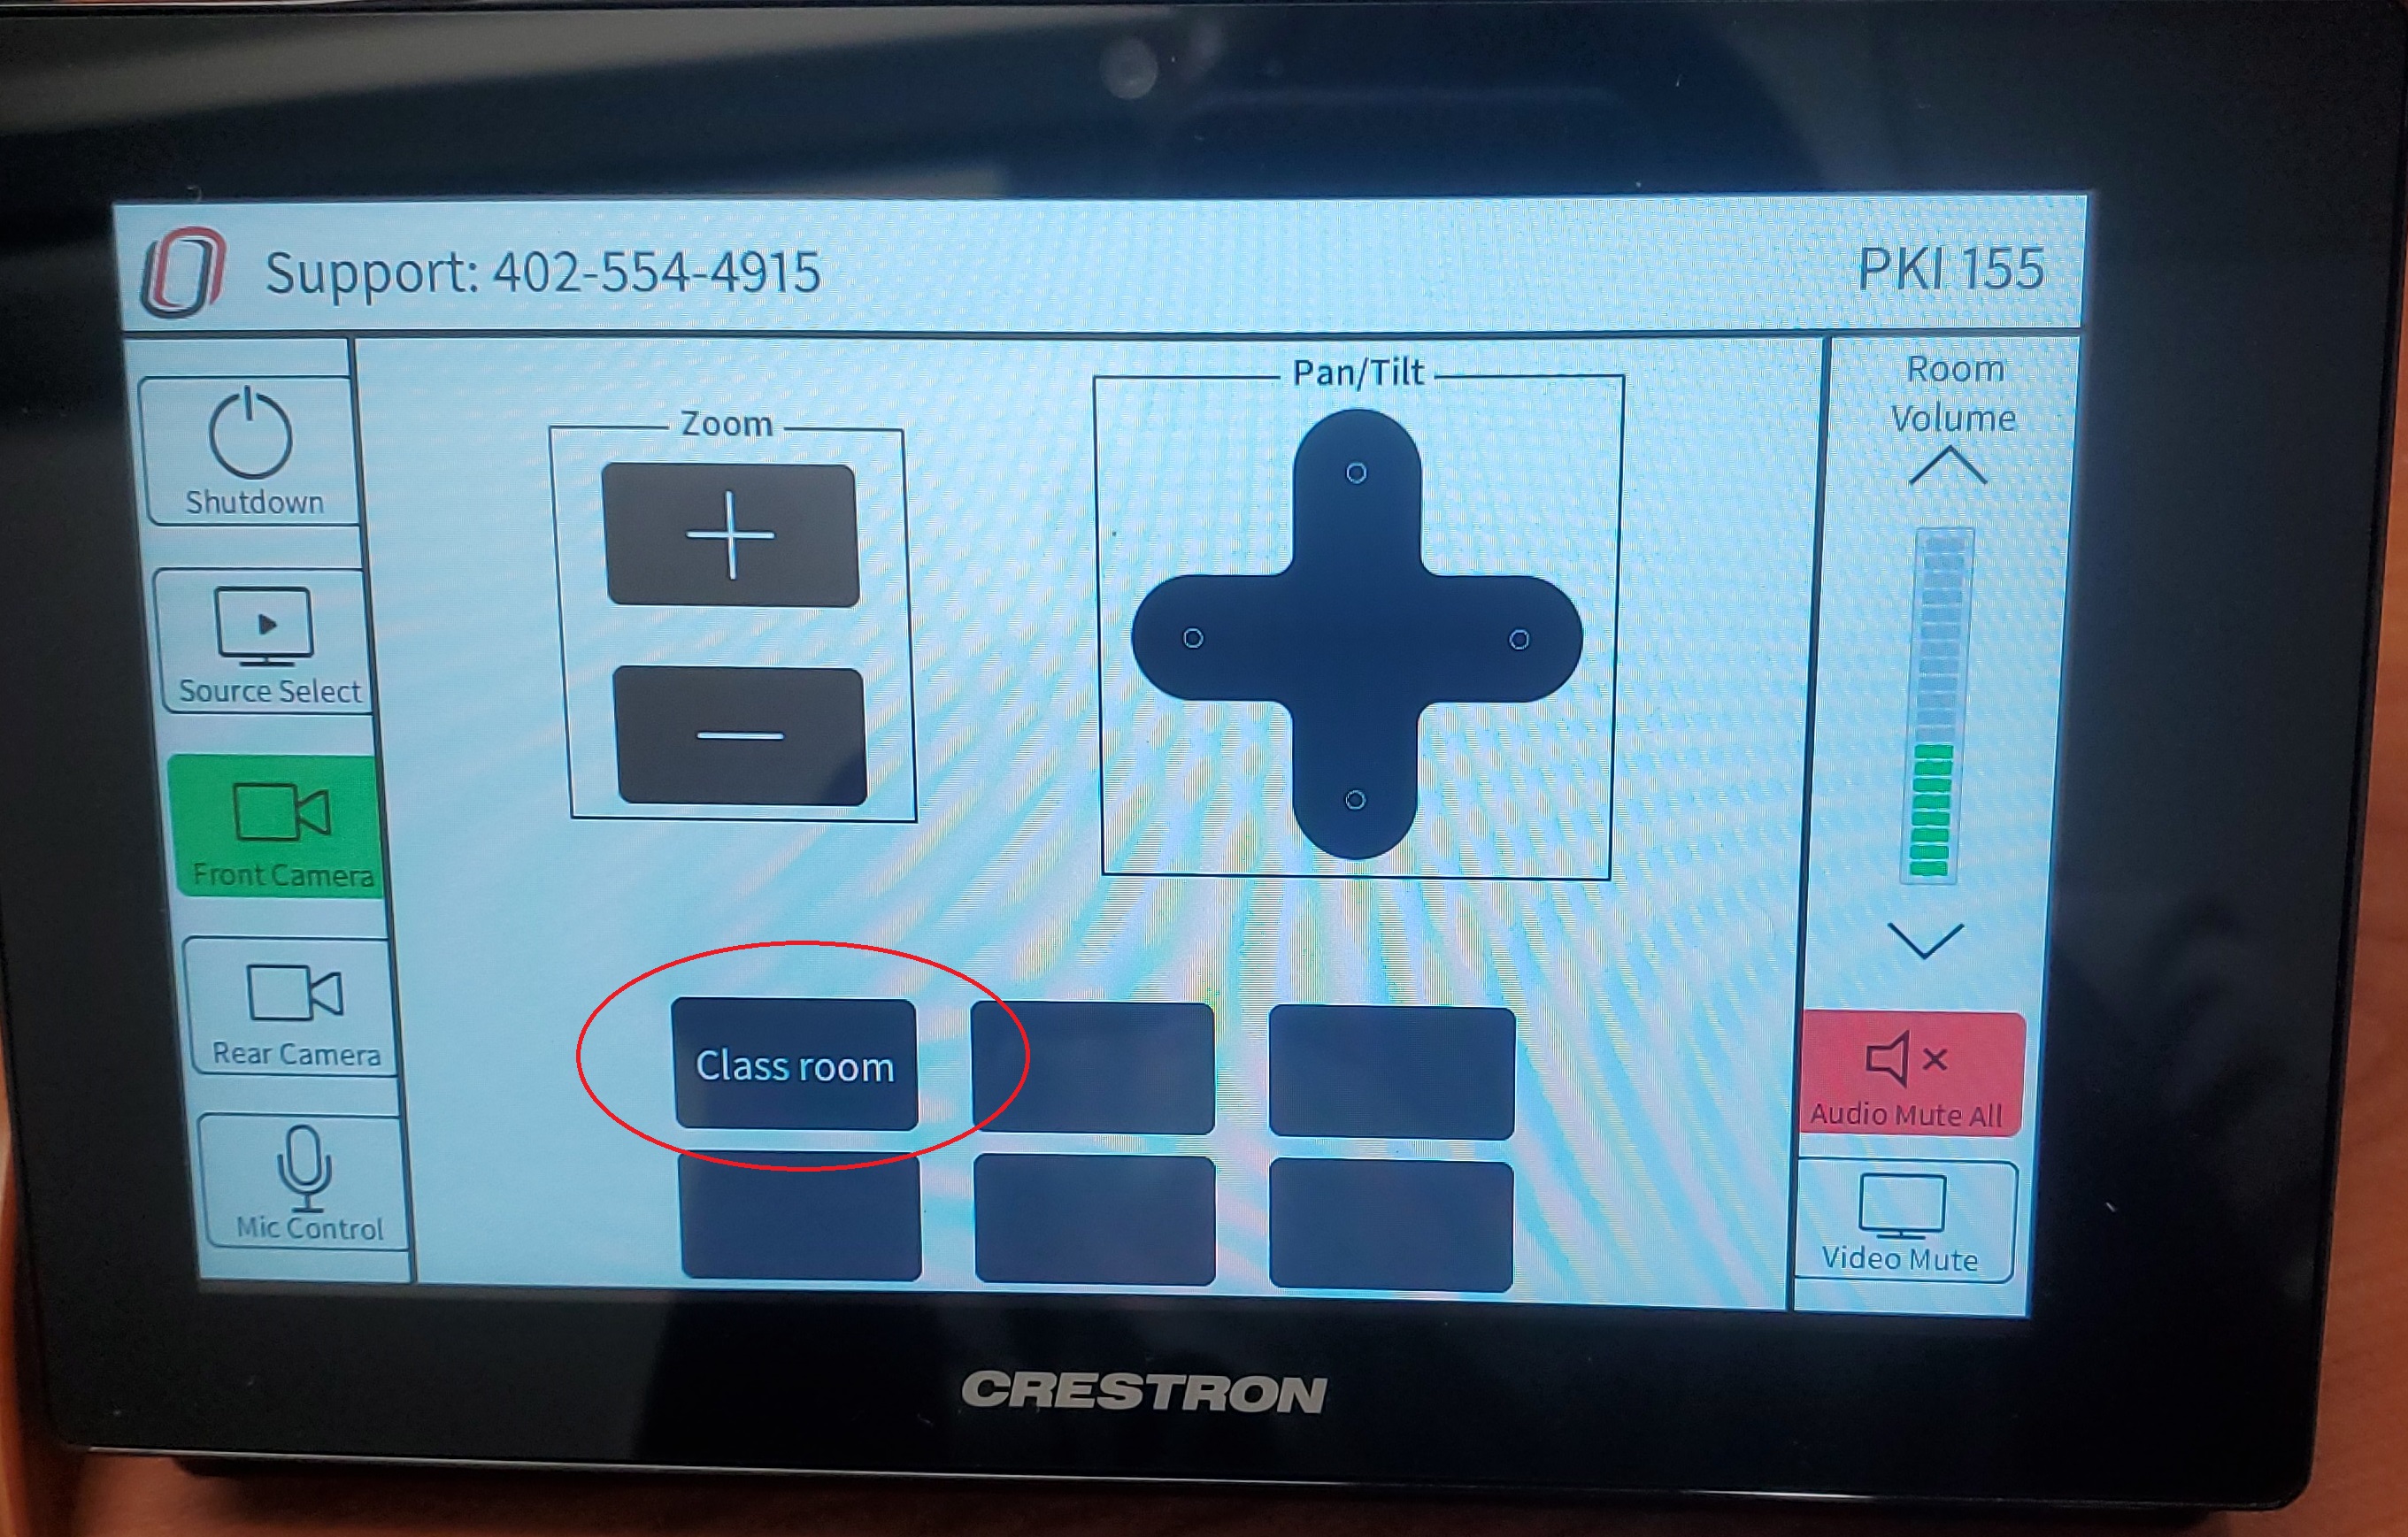 Support: 402-554-4915
PKI 155
Shutdown
Source Select
Front Camera
Rear Camera
Mic Control
Zoom
Pan/Tilt
Class room
Room
Volume
Audio Mute All
Video Mute
CRESTRON